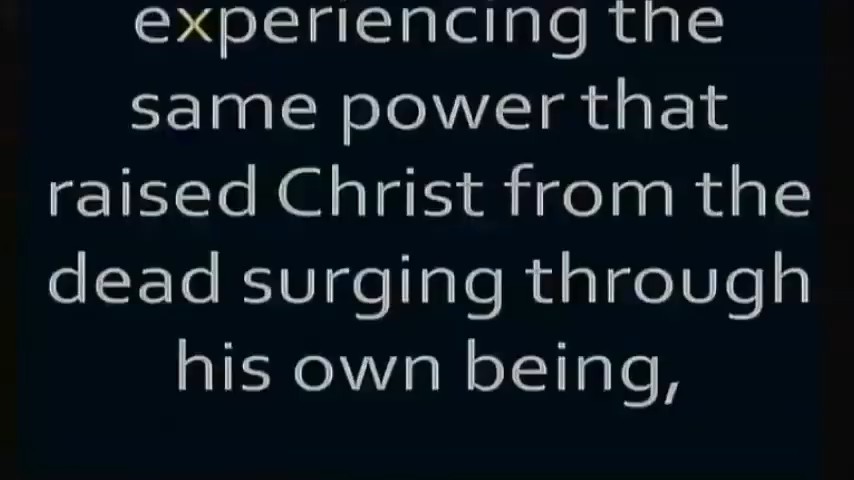 experiencing the
same power that
raised Christ from the
dead surging through
his own being,